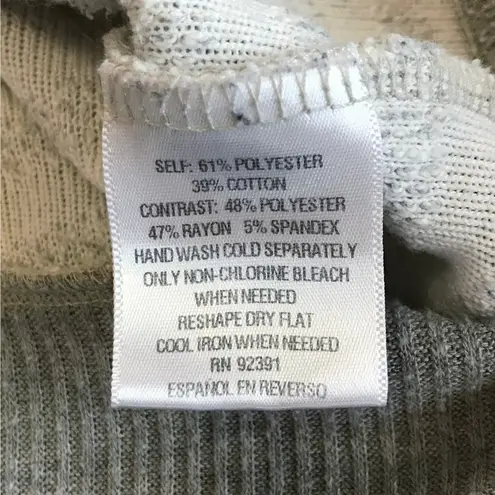 SELF: 61% POLYESTER
39% COTTON
CONTRAST: 48% POLYESTER
47% RAYON 5% SPANDEX
HAND WASH COLD SEPARATELY
ONLY NON-CHLORINE BLEACH
WHEN NEEDED
RESHAPE DRY FLAT
COOL IRON WHEN NEEDED
RN 92391
ESPANOL EN REVERSO